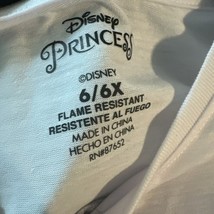 Disney
PRINCESS
©DISNEY
6/6X
FLAME RESISTANT
RESISTENTE AL FUEGO
MADE IN CHINA
HECHO EN CHINA
RN#87652